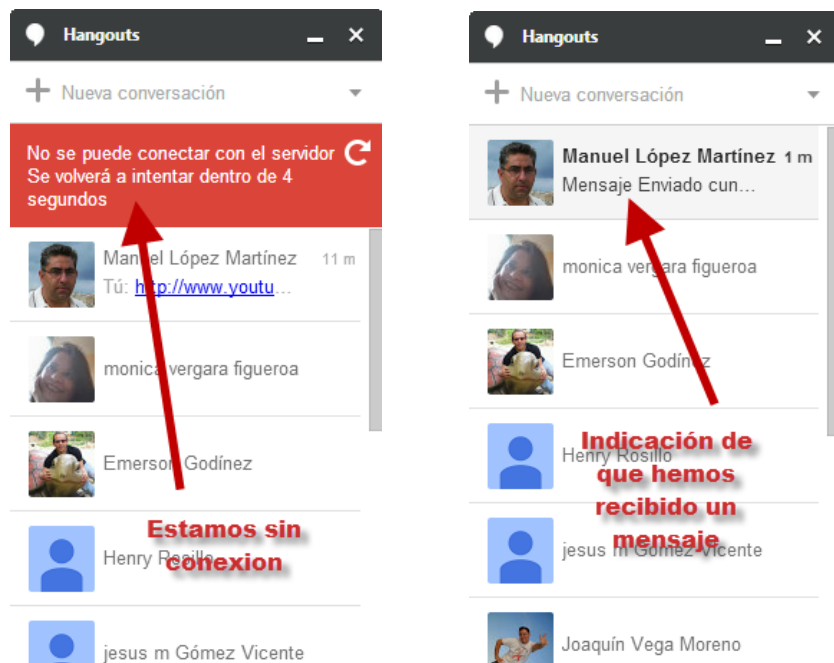 Hangouts
Nueva conversación
No se puede conectar con el servidor
Se volverá a intentar dentro de 4
segundos
Manuel López Martínez 11 m
Tú: http://www.youtu...
monica vergara figueroa
Emerson Godínez
Henry Rosillo
Estamos sin
conexion
jesus m Gómez Vicente
Hangouts
Nueva conversación
Manuel López Martínez 1 m
Mensaje Enviado cun...
monica vergara figueroa
Emerson Godínez
Henry Rosillo
Indicación de
que hemos
recibido un
mensaje
jesus m Gómez Vicente
Joaquín Vega Moreno